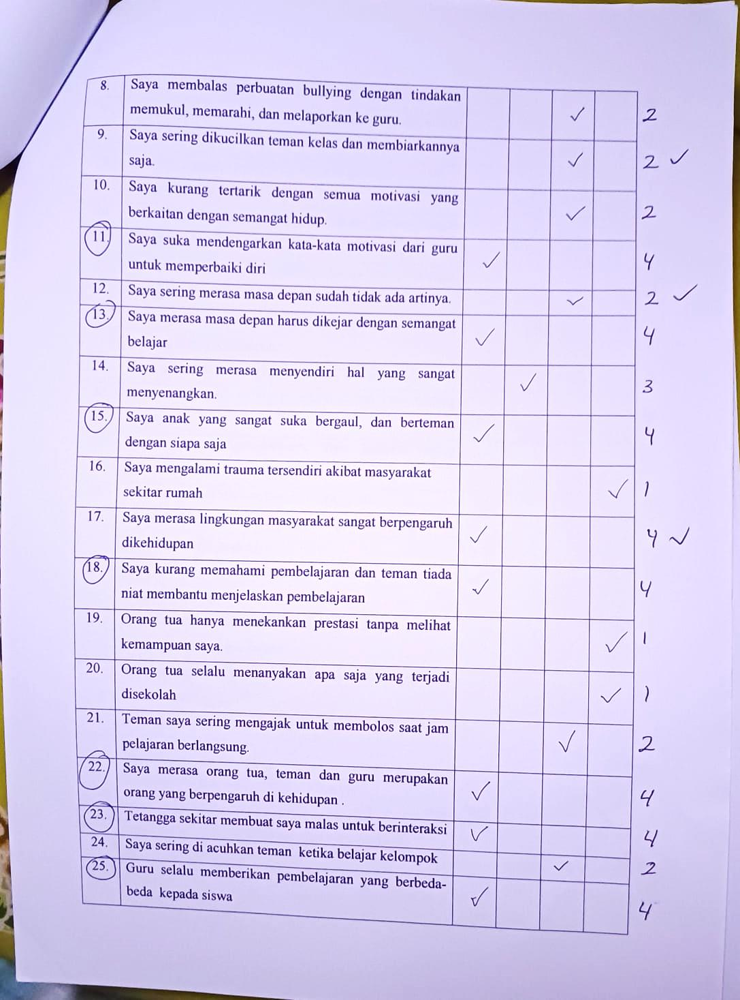 8. Saya membalas perbuatan bullying dengan tindakan
memukul, memarahi, dan melaporkan ke guru. ✓ 2
9. Saya sering dikucilkan teman kelas dan membiarkannya
saja. ✓ 2 ✓
10. Saya kurang tertarik dengan semua motivasi yang
berkaitan dengan semangat hidup. ✓ 2
11. Saya suka mendengarkan kata-kata motivasi dari guru
untuk memperbaiki diri ✓ 4
12. Saya sering merasa masa depan sudah tidak ada artinya. ✓ 2 ✓
13. Saya merasa masa depan harus dikejar dengan semangat
belajar ✓ 4
14. Saya sering merasa menyendiri hal yang sangat
menyenangkan. ✓ 3
15. Saya anak yang sangat suka bergaul, dan berteman
dengan siapa saja ✓ 4
16. Saya mengalami trauma tersendiri akibat masyarakat
sekitar rumah ✓ 1
17. Saya merasa lingkungan masyarakat sangat berpengaruh
dikehidupan ✓ 4 ✓
18. Saya kurang memahami pembelajaran dan teman tiada
niat membantu menjelaskan pembelajaran ✓ 4
19. Orang tua hanya menekankan prestasi tanpa melihat
kemampuan saya. ✓ 1
20. Orang tua selalu menanyakan apa saja yang terjadi
disekolah ✓ 1
21. Teman saya sering mengajak untuk membolos saat jam
pelajaran berlangsung. ✓ 2
22. Saya merasa orang tua, teman dan guru merupakan
orang yang berpengaruh di kehidupan . ✓ 4
23. Tetangga sekitar membuat saya malas untuk berinteraksi ✓ 4
24. Saya sering di acuhkan teman ketika belajar kelompok ✓ 2
25. Guru selalu memberikan pembelajaran yang berbeda-
beda kepada siswa ✓ 4